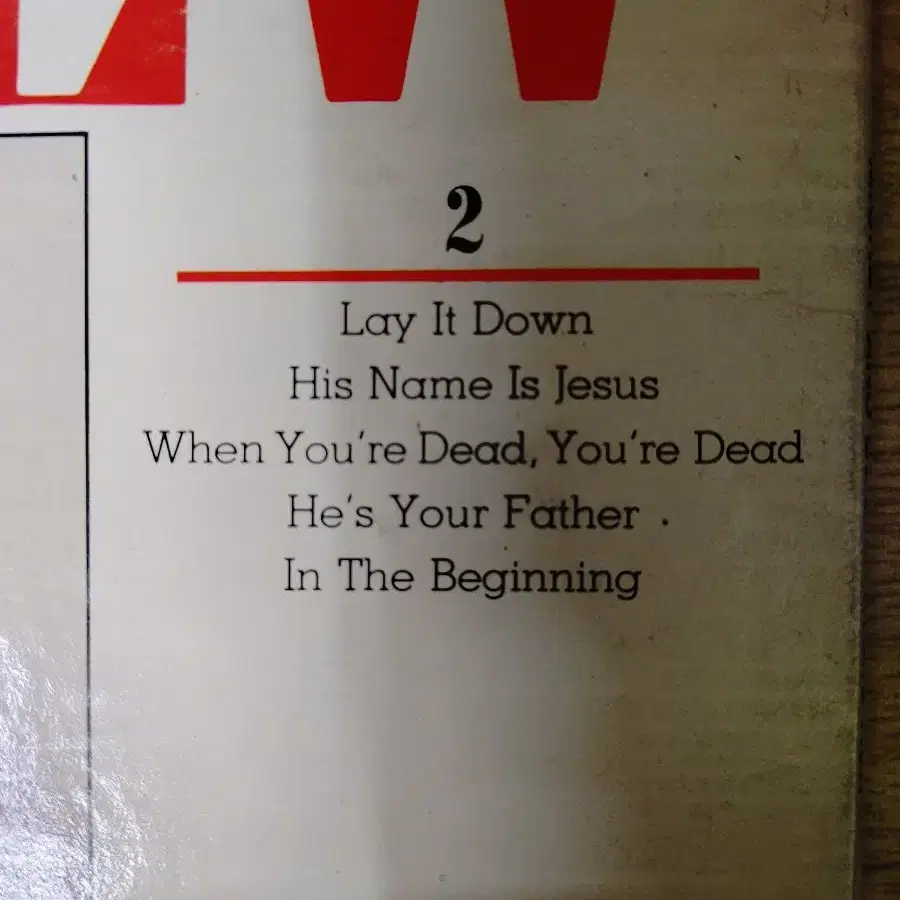 2
Lay It Down
His Name Is Jesus
When You're Dead, You're Dead
He's Your Father
In The Beginning